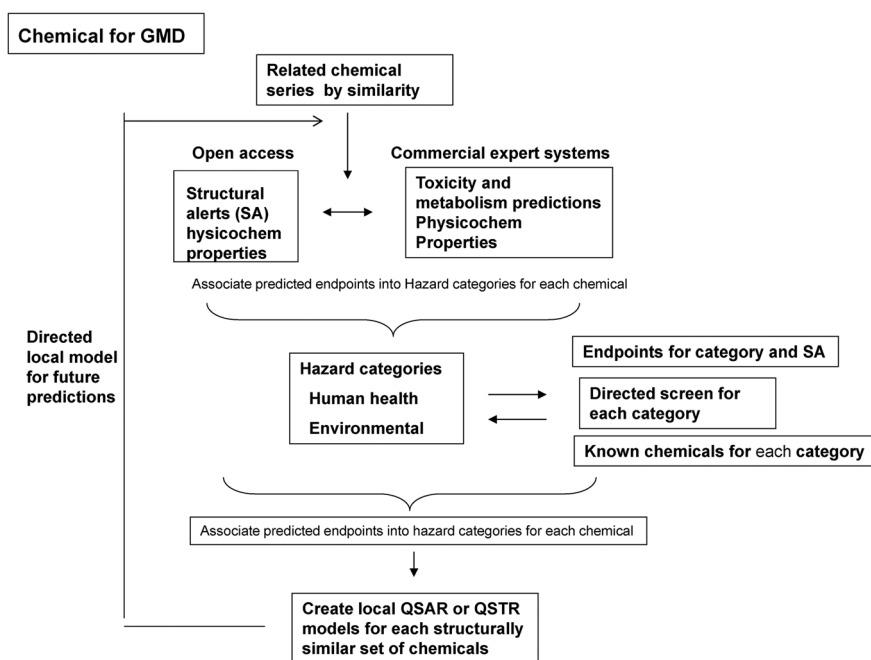 Chemical for GMD
Related chemical
series by similarity
Open access
Commercial expert systems
Structural
alerts (SA)
hysicochem
properties
Toxicity and
metabolism predictions
Physicochem
Properties
Associate predicted endpoints into Hazard categories for each chemical
Directed
local model
for future
predictions
Hazard categories
Human health
Environmental
Endpoints for category and SA
Directed screen for
each category
Known chemicals for each category
Associate predicted endpoints into hazard categories for each chemical
Create local QSAR or QSTR
models for each structurally
similar set of chemicals